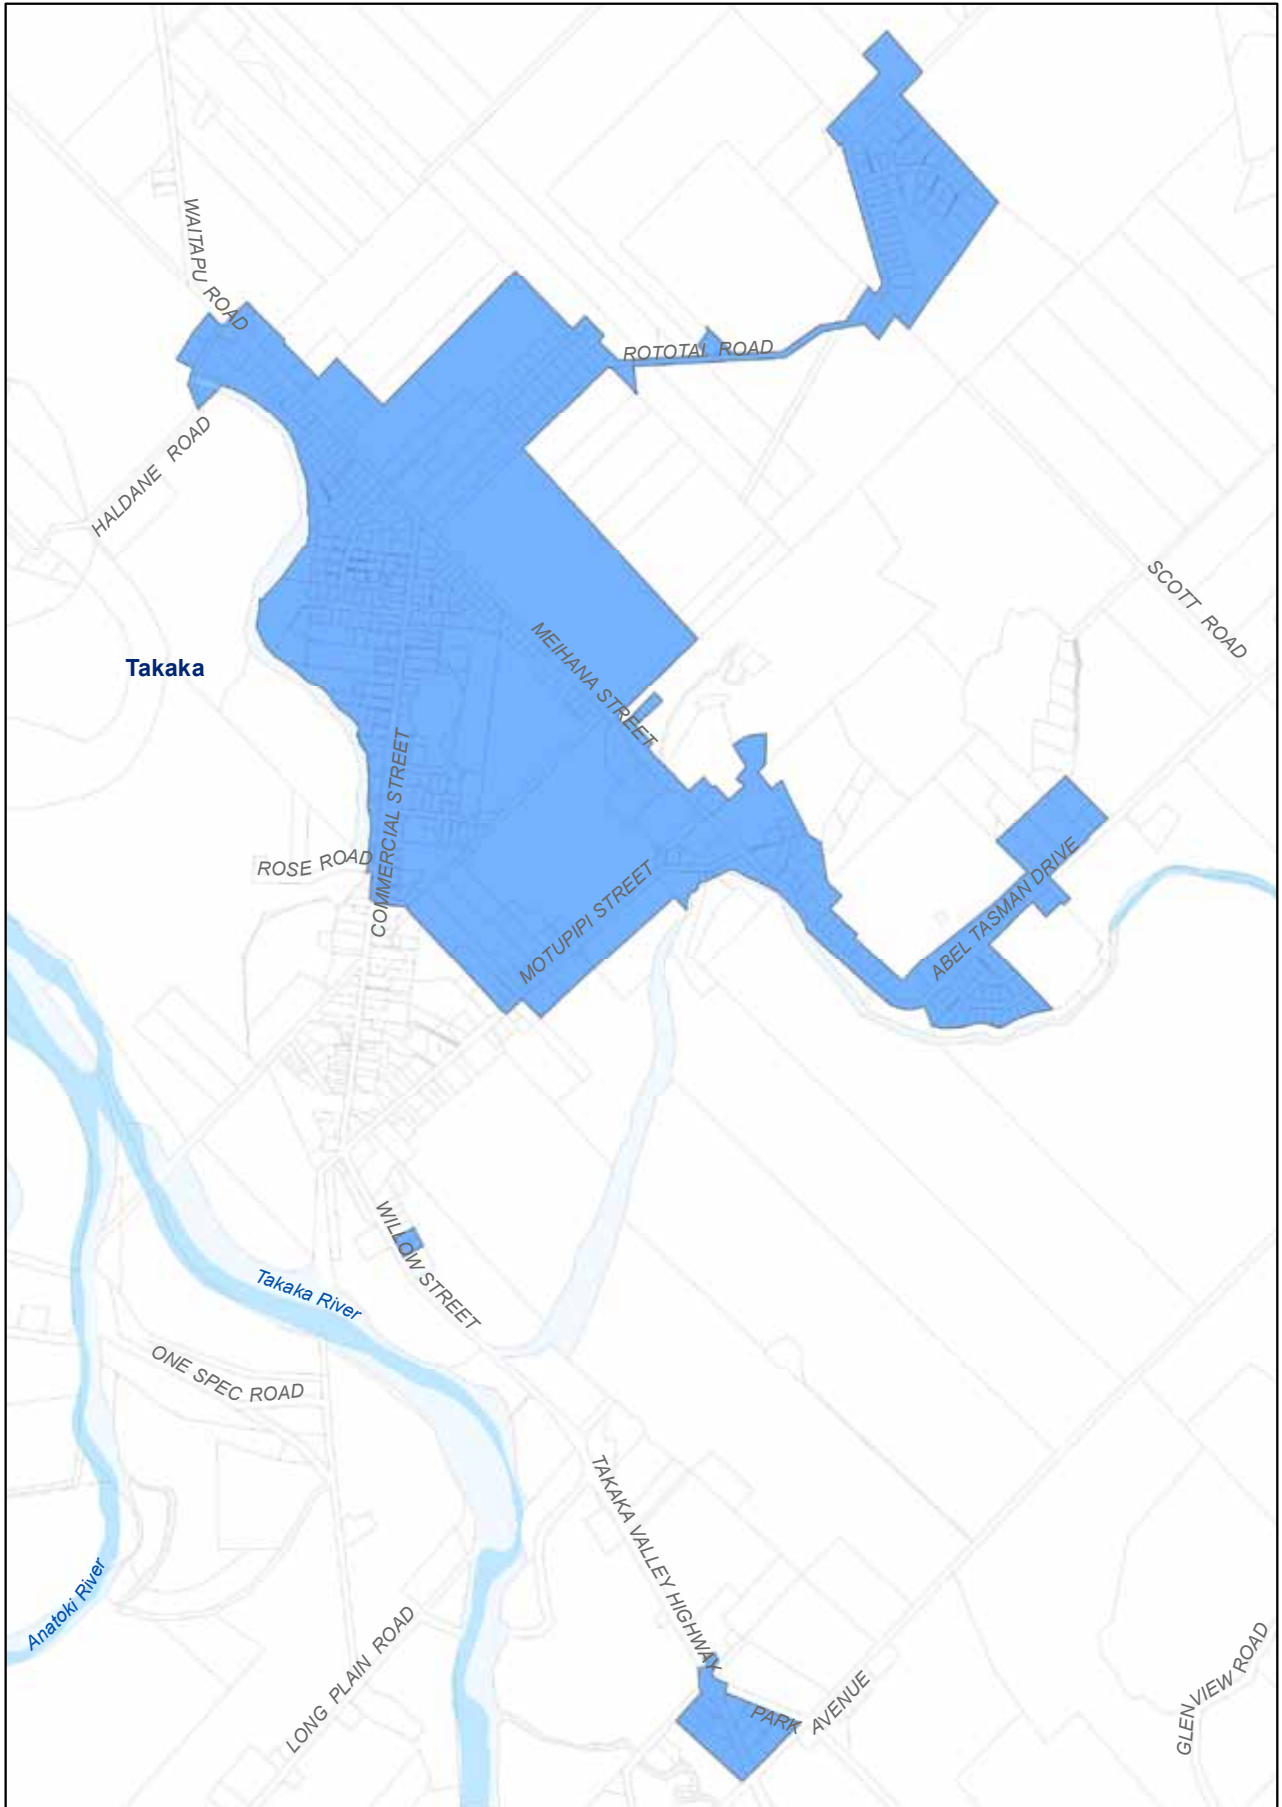 WAITAPU ROAD
ROTOTAI ROAD
HALDANE ROAD
SCOTT ROAD
MEIHANA STREET
Takaka
COMMERCIAL STREET
ROSE ROAD
MOTUPIPI STREET
ABEL TASMAN DRIVE
WILLOW STREET
Takaka River
ONE SPEC ROAD
TAKAKA VALLEY HIGHWAY
Anatoki River
LONG PLAIN ROAD
PARK AVENUE
GLEN VIEW ROAD